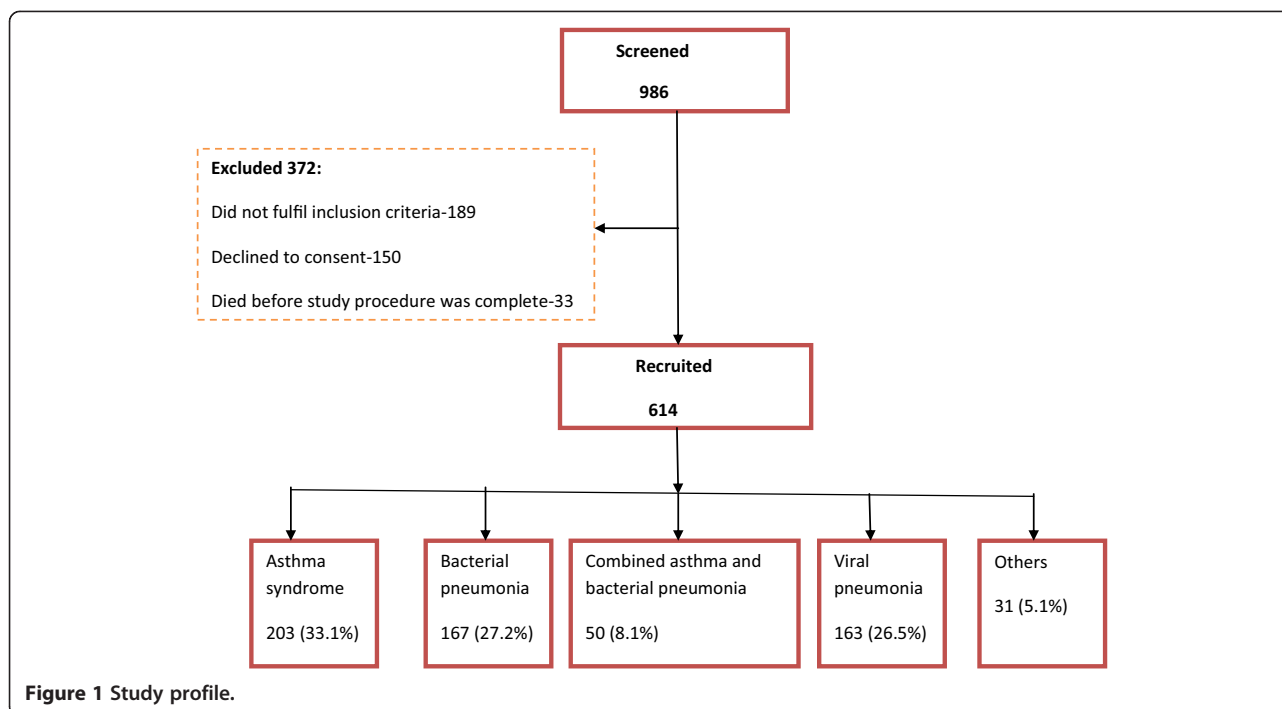 Screened
986
Excluded 372:
Did not fulfil inclusion criteria-189
Declined to consent-150
Died before study procedure was complete-33
Recruited
614
Asthma
syndrome
203 (33.1%)
Bacterial
pneumonia
167 (27.2%)
Combined asthma and
bacterial pneumonia
50 (8.1%)
Viral
pneumonia
163 (26.5%)
Others
31 (5.1%)
Figure 1 Study profile.